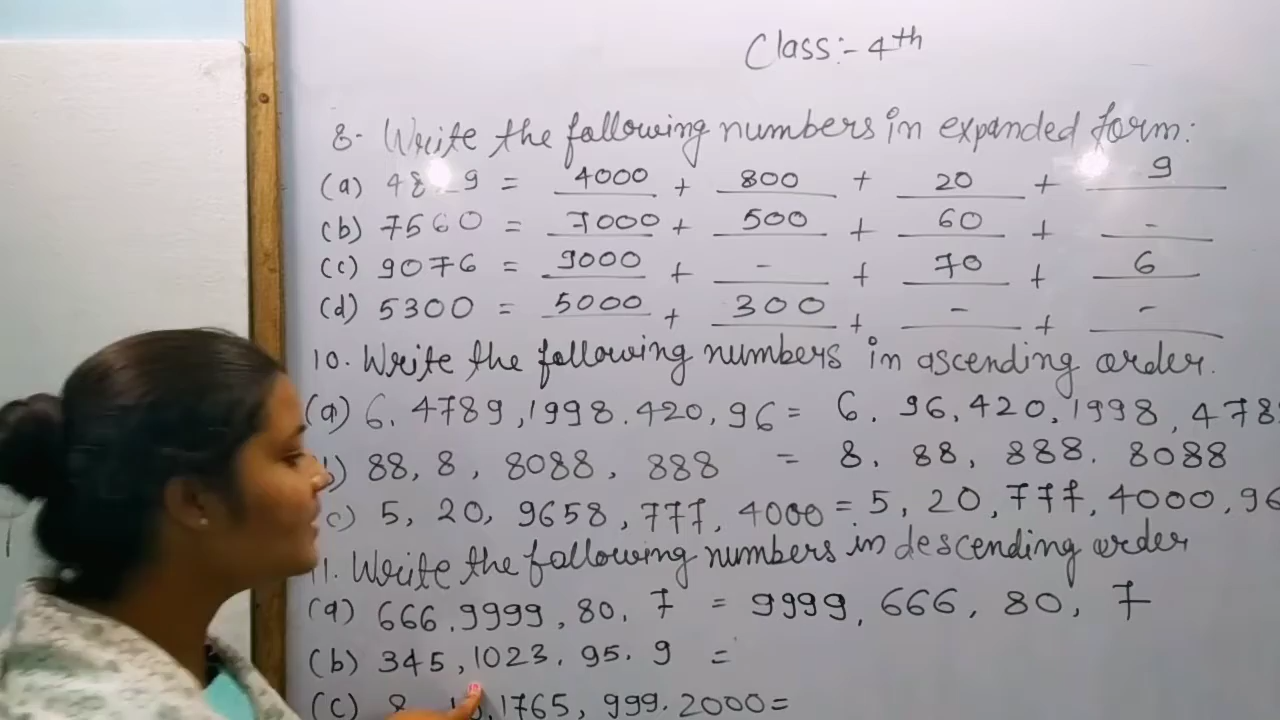 Class:- 4th
8. Write the following numbers in expanded form:
(a) 48 9 = 4000 + 800 + 20 + 9
(b) 7560 = 7000 + 500 + 60 + -
(c) 9076 = 9000 + - + 70 + 6
(d) 5300 = 5000 + 300 + - + -
10. Write the following numbers in ascending order.
(a) 6, 4789, 1998, 420, 96 = 6, 96, 420, 1998, 478
) 88, 8, 8088, 888 = 8, 88, 888, 8088
c) 5, 20, 9658, 777, 4000 = 5, 20, 777, 4000, 96
11. Write the following numbers in descending order
(a) 666, 9999, 80, 7 = 9999, 666, 80, 7
(b) 345, 1023, 95, 9 =
(c) 8, 1765, 999, 2000 =